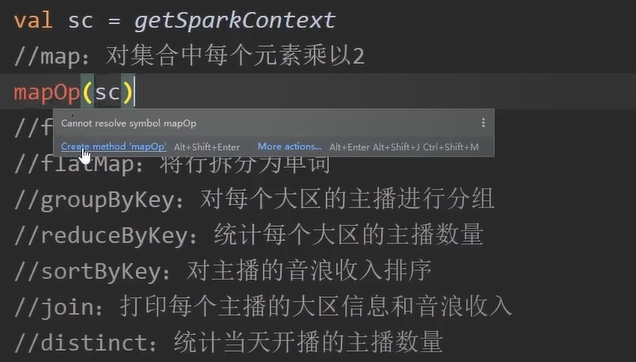 val sc = getSparkContext
//map：对集合中每个元素乘以2
mapOp(sc)
Cannot resolve symbol mapOp
//f
Create method 'mapOp' Alt+Shift+Enter More actions... Alt+Enter Alt+Shift+J Ctrl+Shift+M
//flatMap：将行拆分为单词
//groupByKey：对每个大区的主播进行分组
//reduceByKey：统计每个大区的主播数量
//sortByKey：对主播的音浪收入排序
//join：打印每个主播的大区信息和音浪收入
//distinct：统计当天开播的主播数量